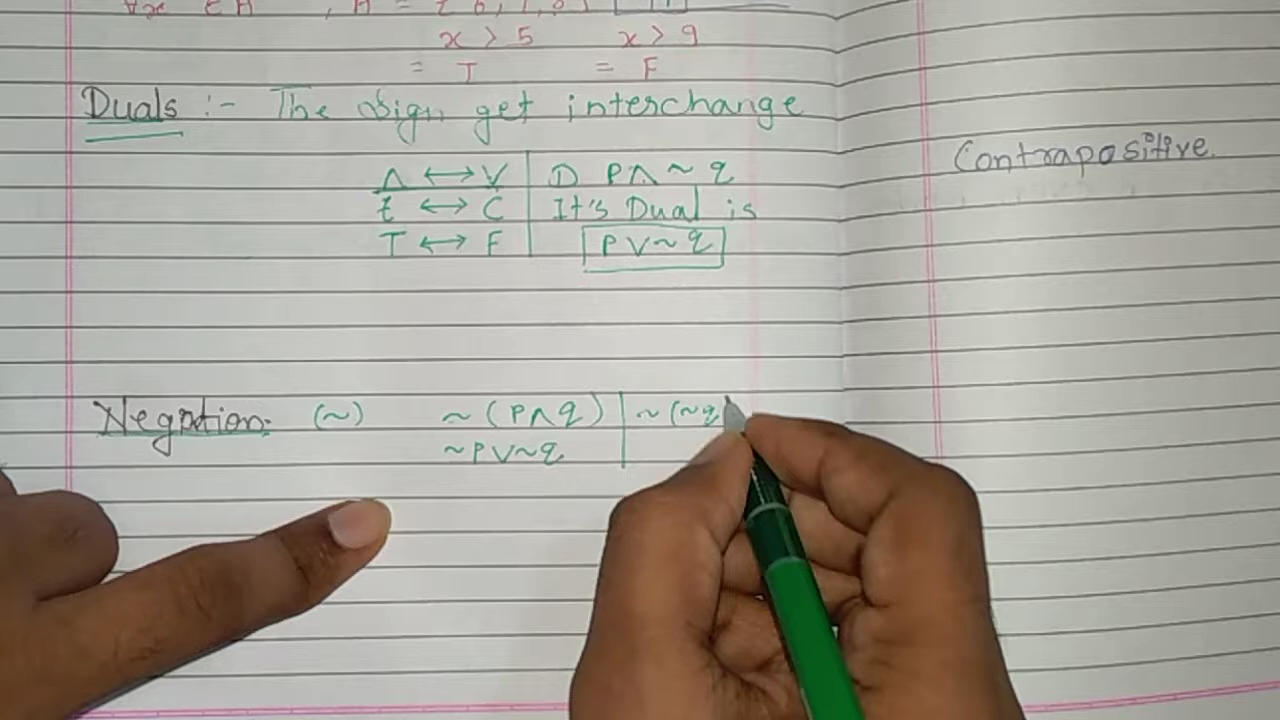 ∀x ∈ A , A =
x > 5 x > 9
= T = F
Duals :- The sign get interchange
Contrapositive.
∧ ↔ ∨ | ① P∧ ~ q
t ↔ C | It's Dual is
T ↔ F | P ∨ ~ q
Negation: (~) ~ (P∧q) | ~ (~q
~P ∨ ~q